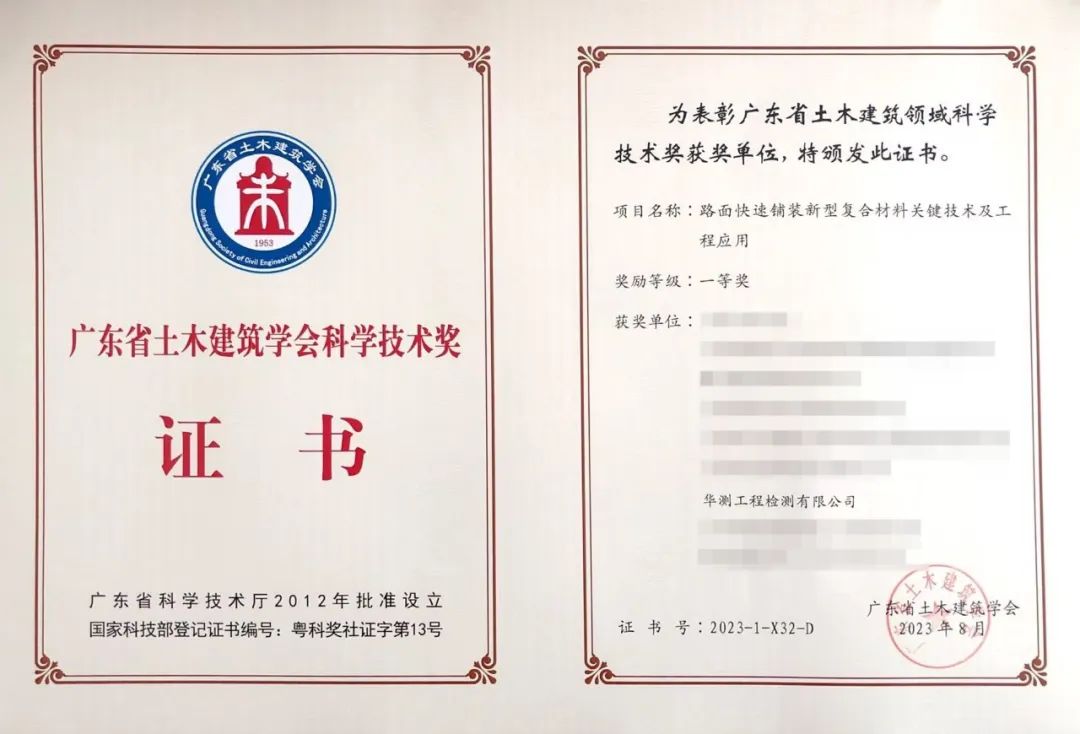 广东省土木建筑学会
1953
Guangdong Society of Civil Engineering and Architecture
广东省土木建筑学会科学技术奖
证 书
广东省科学技术厅2012年批准设立
国家科技部登记证书编号：粤科奖社证字第13号
为表彰广东省土木建筑领域科学
技术奖获奖单位，特颁发此证书。
项目名称：路面快速铺装新型复合材料关键技术及工
程应用
奖励等级：一等奖
获奖单位：
华测工程检测有限公司
证 书 号：2023-1-X32-D
广东省土木建筑学会
2023年8月